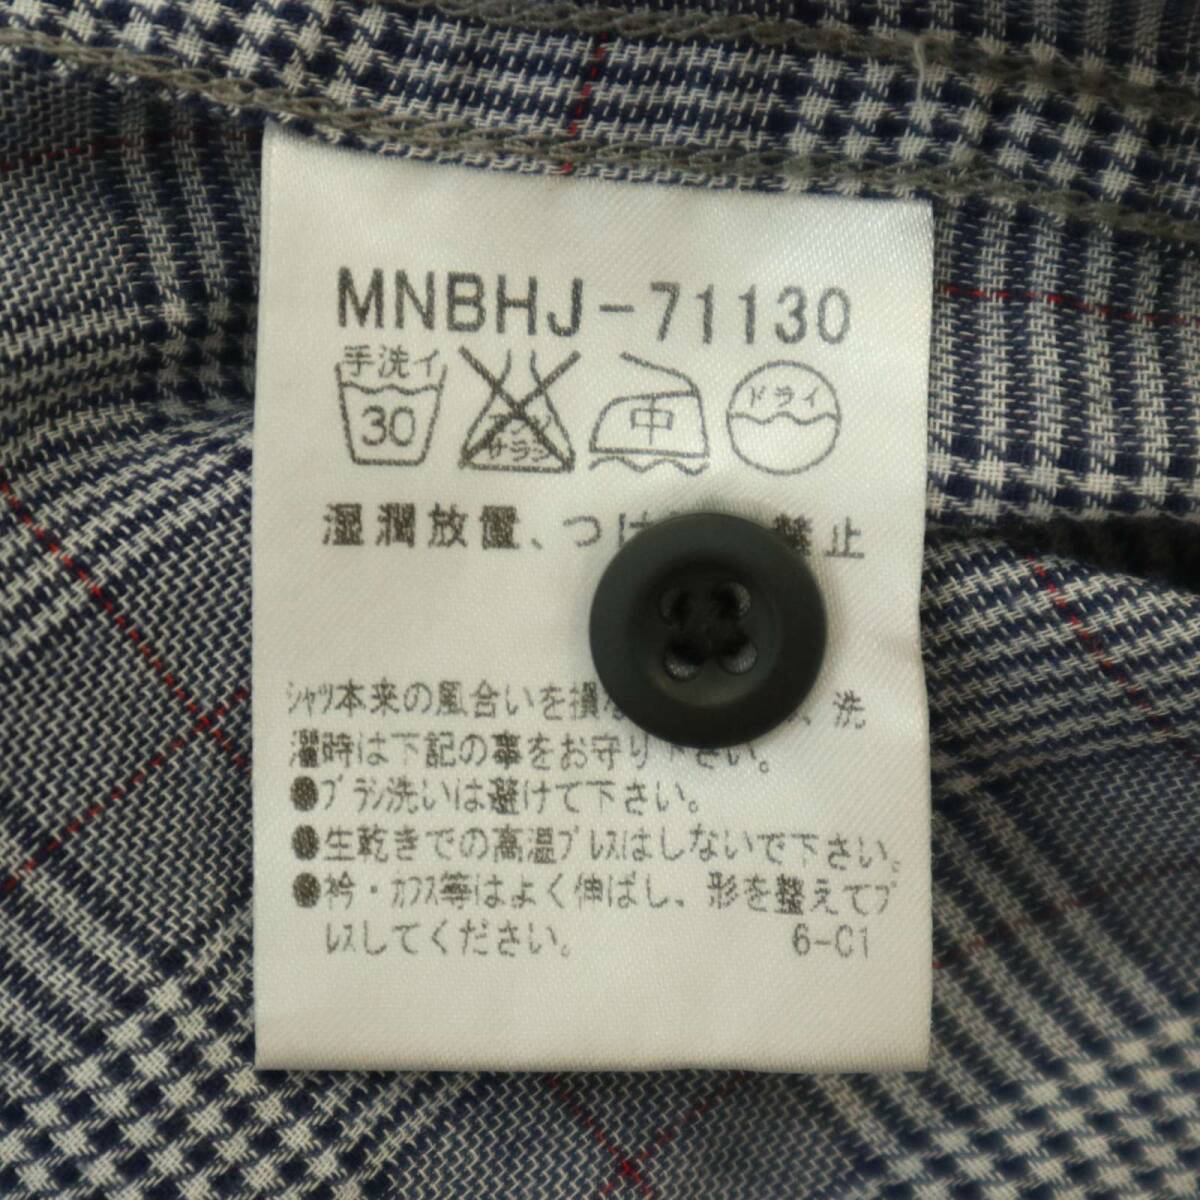 MNBHJ-71130
手洗イ
30
サラシ
中
ドライ
湿潤放置、つけ 禁止
シャツ本来の風合いを損 、洗
濯時は下記の事をお守り下さい。
●ブラシ洗いは避けて下さい。
●生乾きでの高温プレスはしないで下さい。
●衿・カフス等はよく伸ばし、形を整えてプ
レスしてください。
6-C1